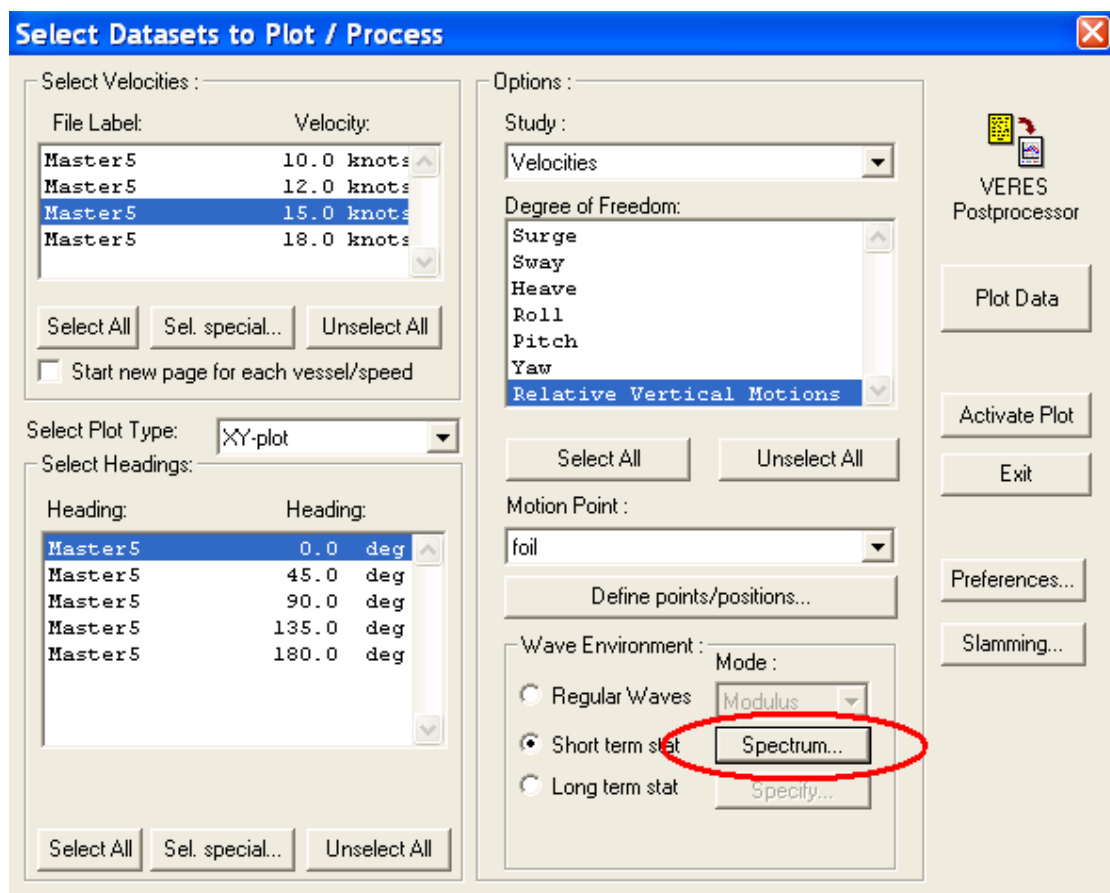 Select Datasets to Plot / Process
Select Velocities :
File Label: Velocity:
Master5 10.0 knots
Master5 12.0 knots
Master5 15.0 knots
Master5 18.0 knots
Select All Sel. special... Unselect All
Start new page for each vessel/speed
Select Plot Type: XY-plot
Select Headings:
Heading: Heading:
Master5 0.0 deg
Master5 45.0 deg
Master5 90.0 deg
Master5 135.0 deg
Master5 180.0 deg
Select All Sel. special... Unselect All
Options :
Study :
Velocities
Degree of Freedom:
Surge
Sway
Heave
Roll
Pitch
Yaw
Relative Vertical Motions
Select All Unselect All
Motion Point :
foil
Define points/positions...
Wave Environment :
Mode :
Regular Waves Modulus
Short term stat Spectrum...
Long term stat Specify...
VERES
Postprocessor
Plot Data
Activate Plot
Exit
Preferences...
Slamming...